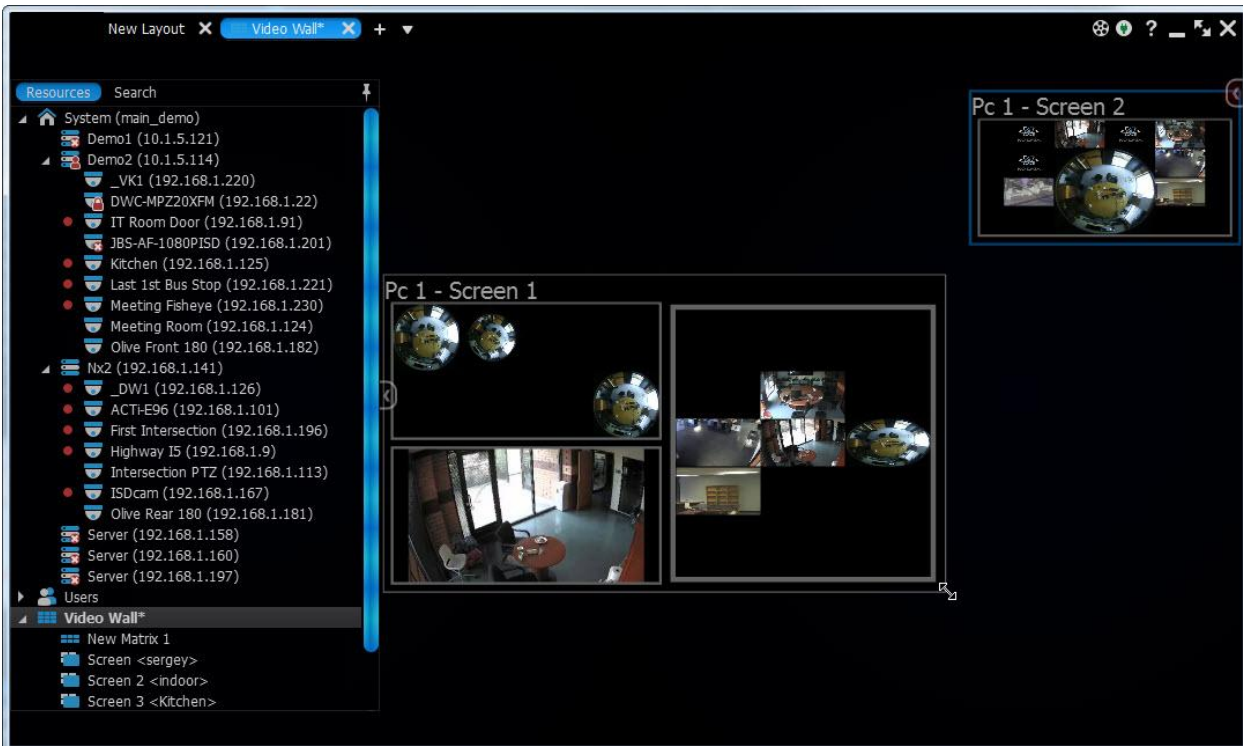 New Layout Video Wall*
?
Resources Search
System (main_demo)
Demo1 (10.1.5.121)
Demo2 (10.1.5.114)
_VK1 (192.168.1.220)
DWC-MPZ20XFM (192.168.1.22)
IT Room Door (192.168.1.91)
JBS-AF-1080PISD (192.168.1.201)
Kitchen (192.168.1.125)
Last 1st Bus Stop (192.168.1.221)
Meeting Fisheye (192.168.1.230)
Meeting Room (192.168.1.124)
Olive Front 180 (192.168.1.182)
Nx2 (192.168.1.141)
_DW1 (192.168.1.126)
ACTi-E96 (192.168.1.101)
First Intersection (192.168.1.196)
Highway I5 (192.168.1.9)
Intersection PTZ (192.168.1.113)
ISDcam (192.168.1.167)
Olive Rear 180 (192.168.1.181)
Server (192.168.1.158)
Server (192.168.1.160)
Server (192.168.1.197)
Users
Video Wall*
New Matrix 1
Screen <sergey>
Screen 2 <indoor>
Screen 3 <Kitchen>
Pc 1 - Screen 1
Pc 1 - Screen 2